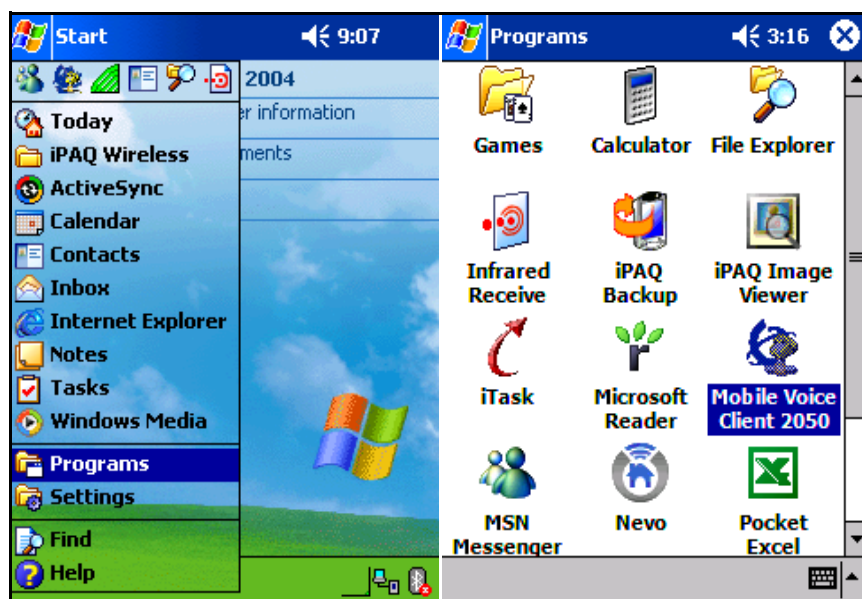 Start 9:07
2004
er information
ments
Today
iPAQ Wireless
ActiveSync
Calendar
Contacts
Inbox
Internet Explorer
Notes
Tasks
Windows Media
Programs
Settings
Find
Help
Programs 3:16
Games Calculator File Explorer
Infrared iPAQ iPAQ Image
Receive Backup Viewer
iTask Microsoft Mobile Voice
Reader Client 2050
MSN Nevo Pocket
Messenger Excel